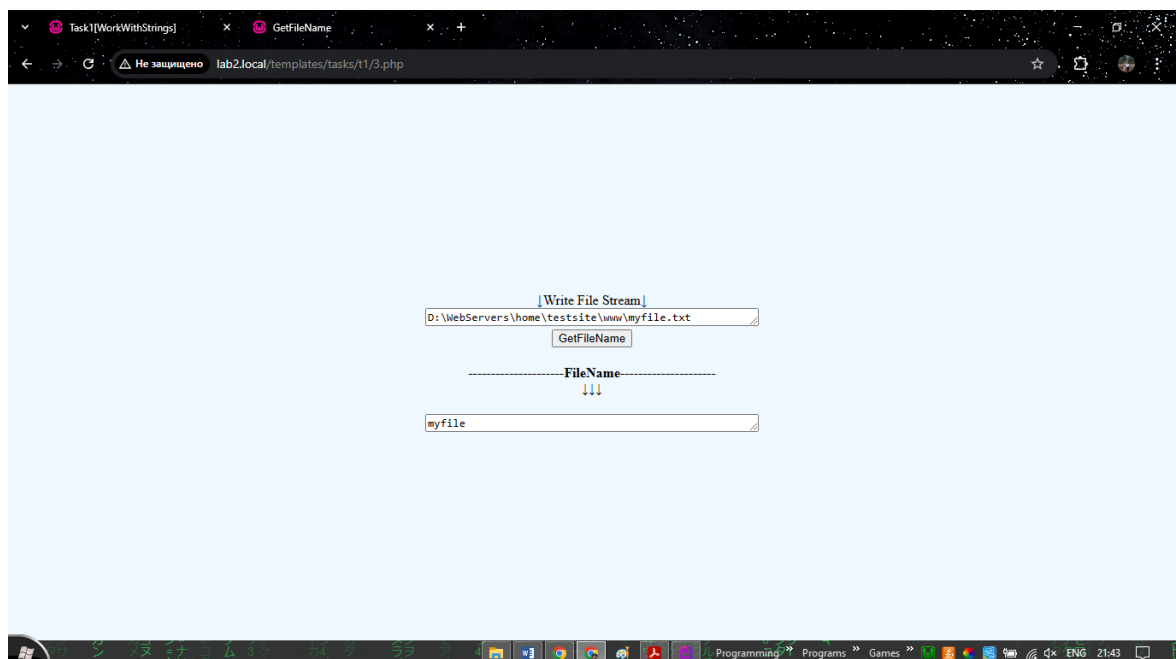 Task1[WorkWithStrings]
GetFileName
Не защищено
lab2.local/templates/tasks/t1/3.php
↓Write File Stream↓
D:\WebServers\home\testsite\www\myfile.txt
GetFileName
---------------------FileName---------------------
↓↓↓
myfile
Programming » Programs » Games » ENG 21:43